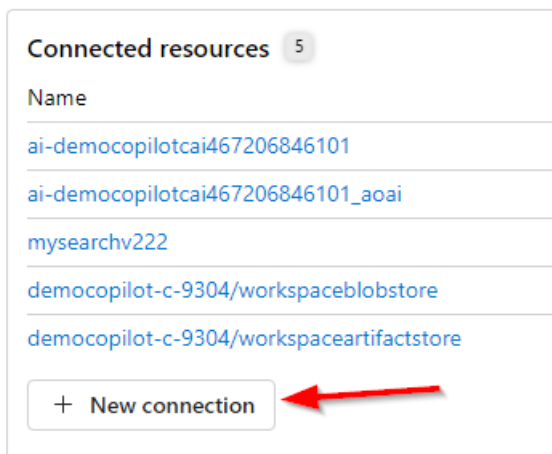 Connected resources 5
Name
ai-democopilotcai467206846101
ai-democopilotcai467206846101_aoai
mysearchv222
democopilot-c-9304/workspaceblobstore
democopilot-c-9304/workspaceartifactstore
+ New connection